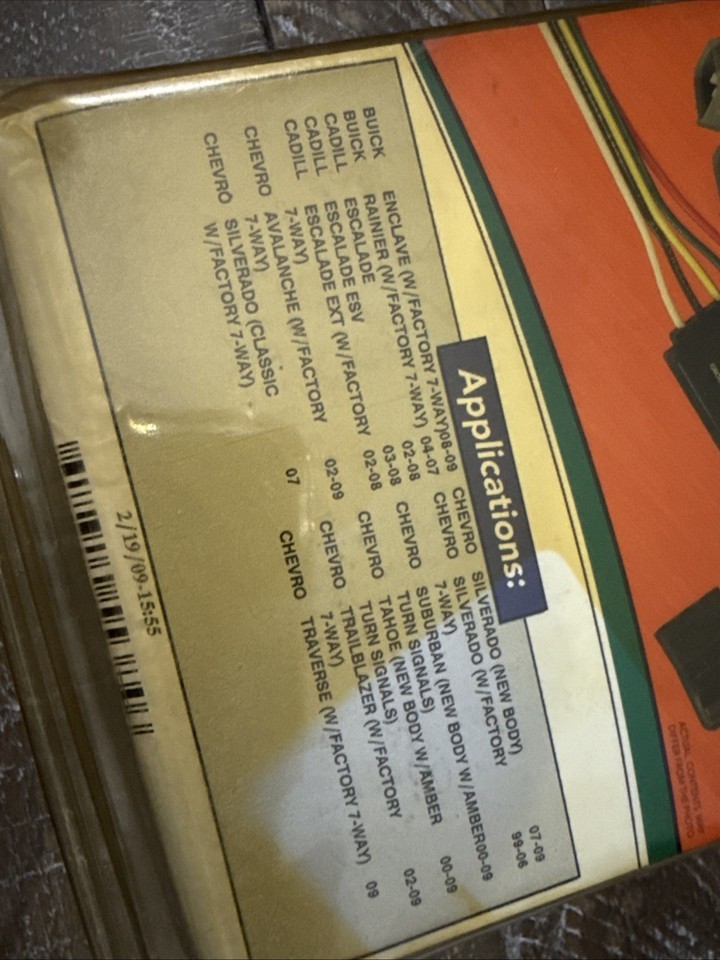 ACTUAL CONTENTS MAY
DIFFER FROM THE PHOTO
Applications:
BUICK ENCLAVE (W/FACTORY 7-WAY)08-09
BUICK RAINIER (W/FACTORY 7-WAY) 04-07
CADILL ESCALADE 02-08
CADILL ESCALADE ESV 03-08
CADILL ESCALADE EXT (W/FACTORY 02-08
7-WAY)
CHEVRO AVALANCHE (W/FACTORY 02-09
7-WAY)
CHEVRO SILVERADO (CLASSIC 07
W/FACTORY 7-WAY)
CHEVRO SILVERADO (NEW BODY) 07-09
CHEVRO SILVERADO (W/FACTORY 99-06
7-WAY)
CHEVRO SUBURBAN (NEW BODY W/AMBER00-09
TURN SIGNALS)
CHEVRO TAHOE (NEW BODY W/AMBER 00-09
TURN SIGNALS)
CHEVRO TRAILBLAZER (W/FACTORY 02-09
7-WAY)
CHEVRO TRAVERSE (W/FACTORY 7-WAY) 09
2/19/09-15:55